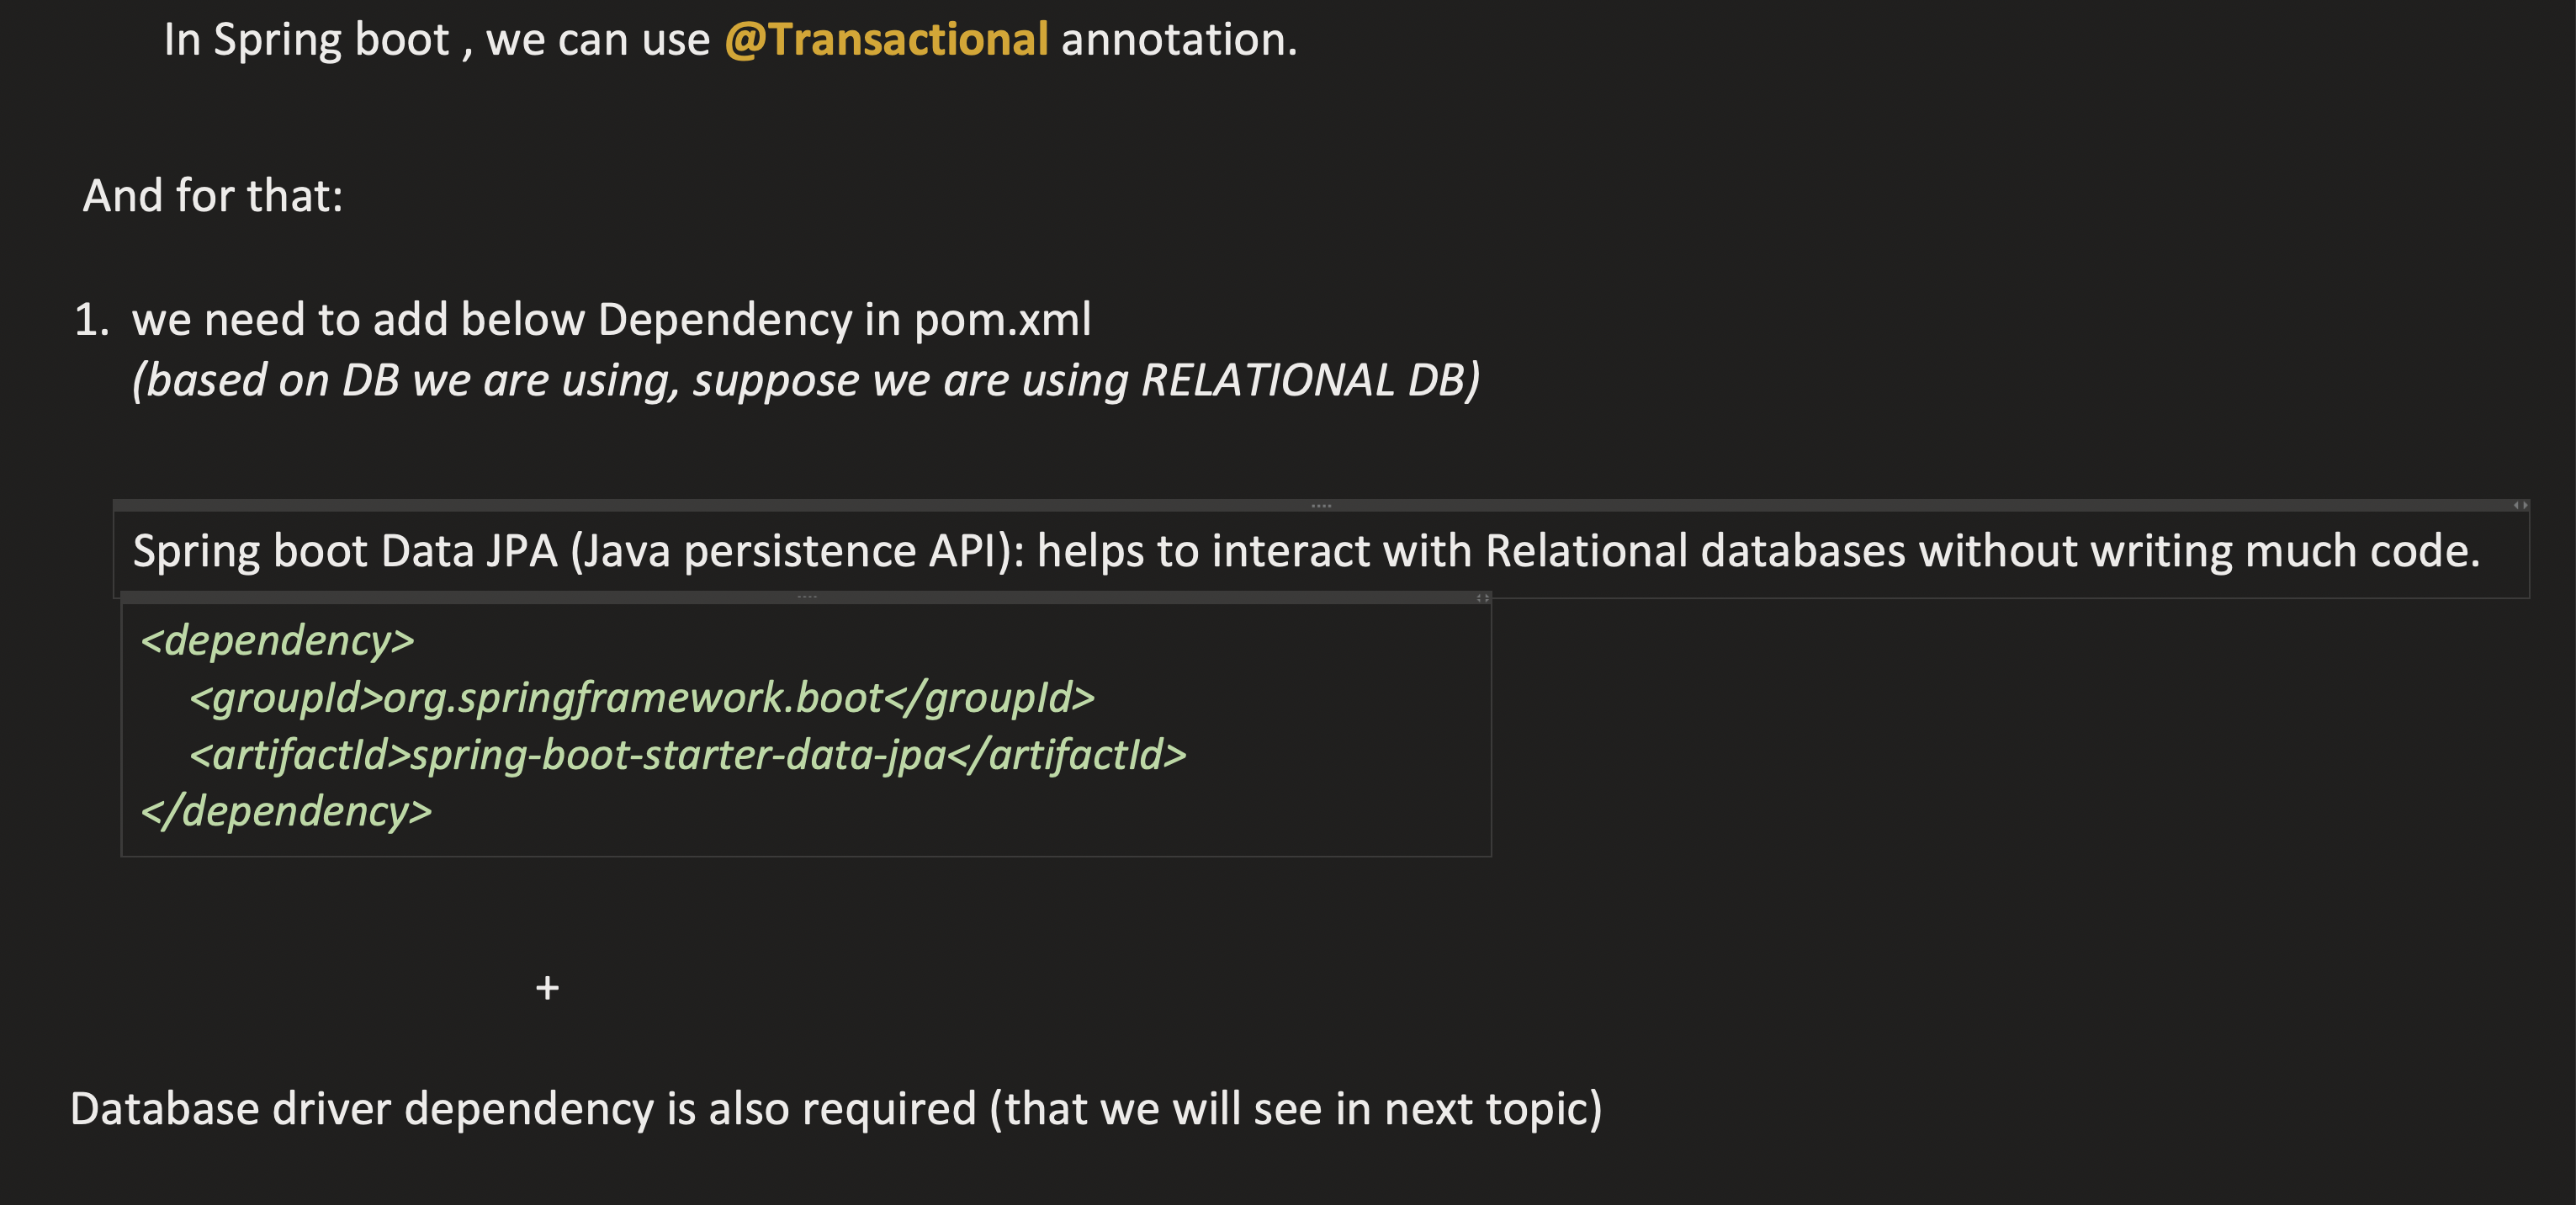 In Spring boot , we can use @Transactional annotation.
And for that:
1. we need to add below Dependency in pom.xml
(based on DB we are using, suppose we are using RELATIONAL DB)
Spring boot Data JPA (Java persistence API): helps to interact with Relational databases without writing much code.
<dependency>
<groupId>org.springframework.boot</groupId>
<artifactId>spring-boot-starter-data-jpa</artifactId>
</dependency>
+
Database driver dependency is also required (that we will see in next topic)